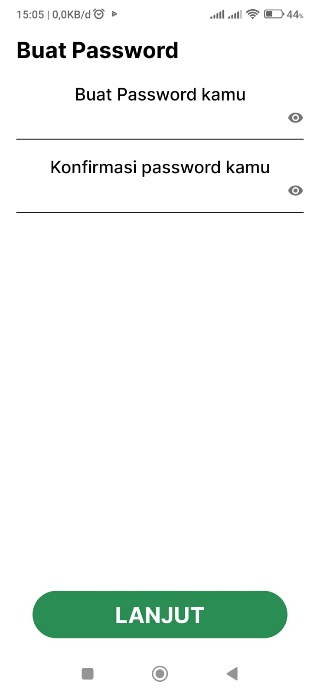 15:05 | 0,0KB/d 44%
Buat Password
Buat Password kamu
Konfirmasi password kamu
LANJUT